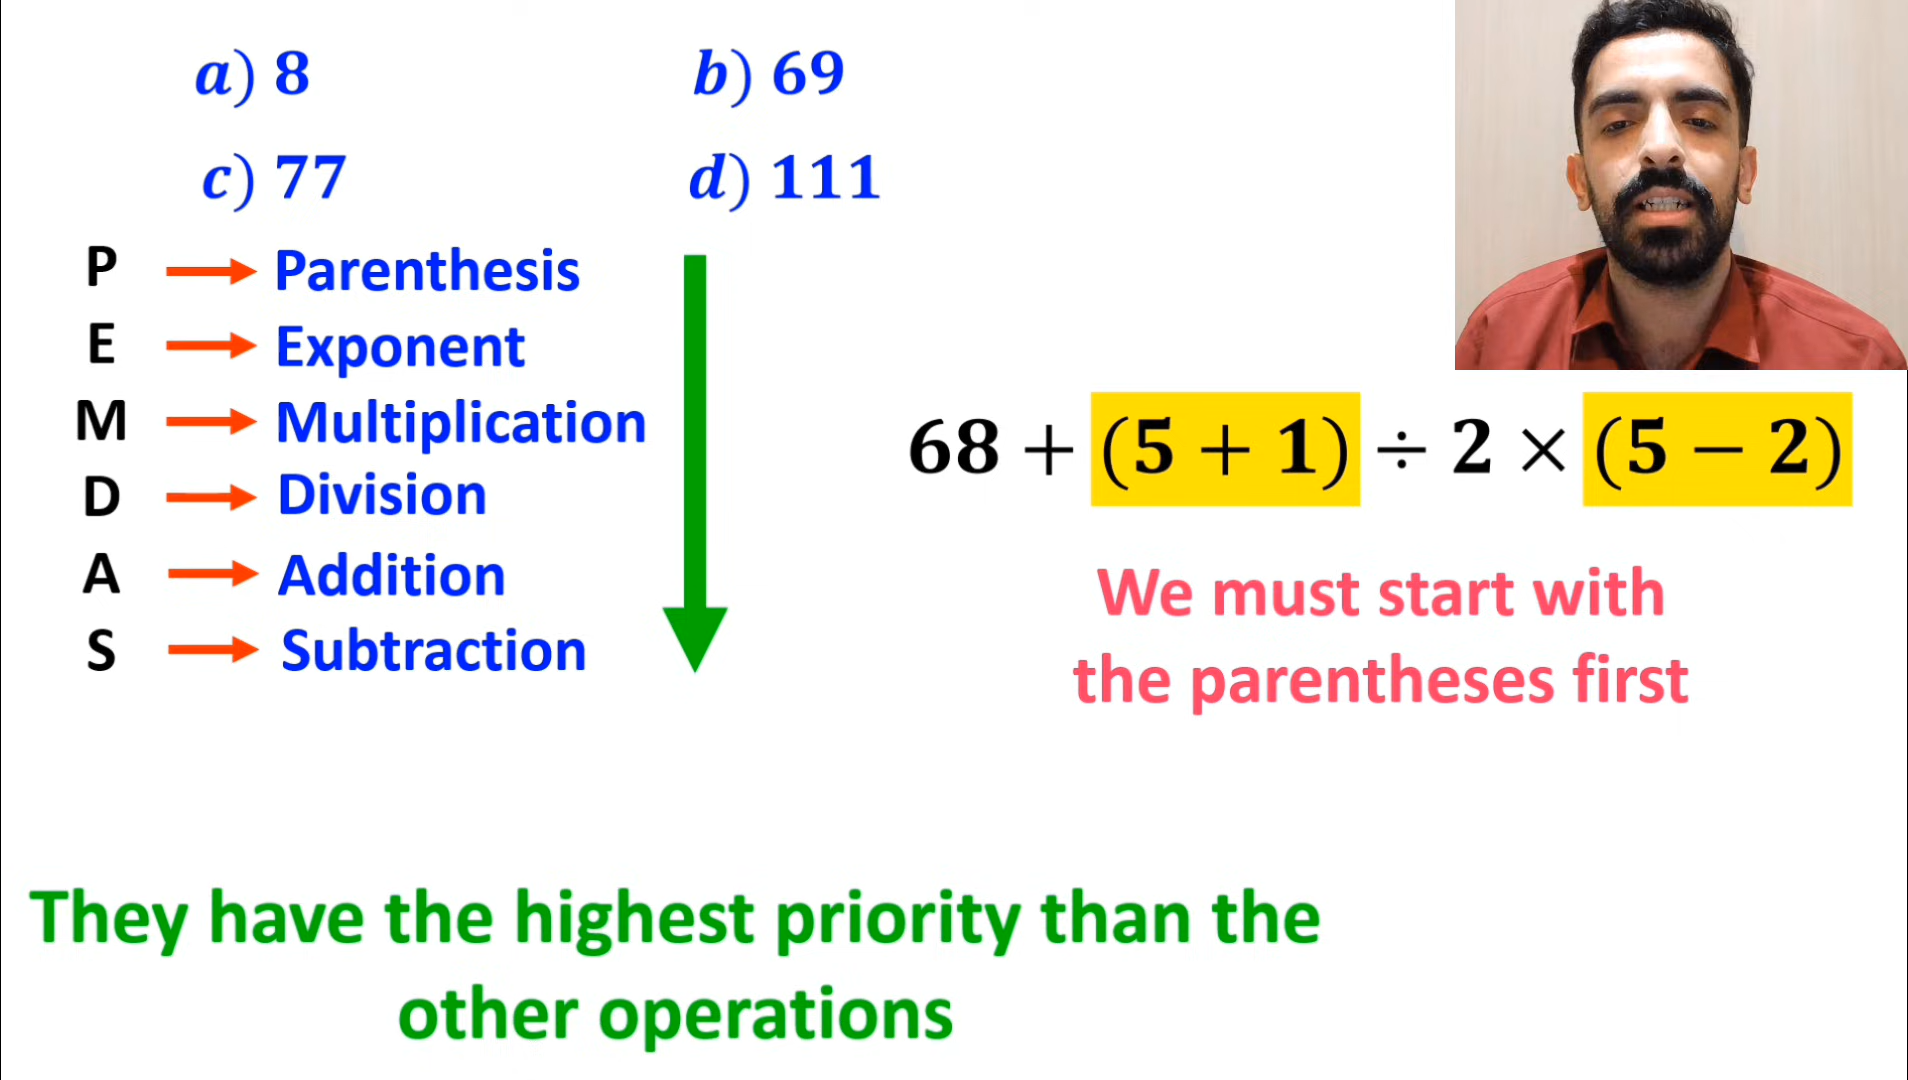 a) 8
b) 69
c) 77
d) 111
P → Parenthesis
E → Exponent
M → Multiplication
D → Division
A → Addition
S → Subtraction
68 + (5 + 1) ÷ 2 × (5 − 2)
We must start with
the parentheses first
They have the highest priority than the
other operations